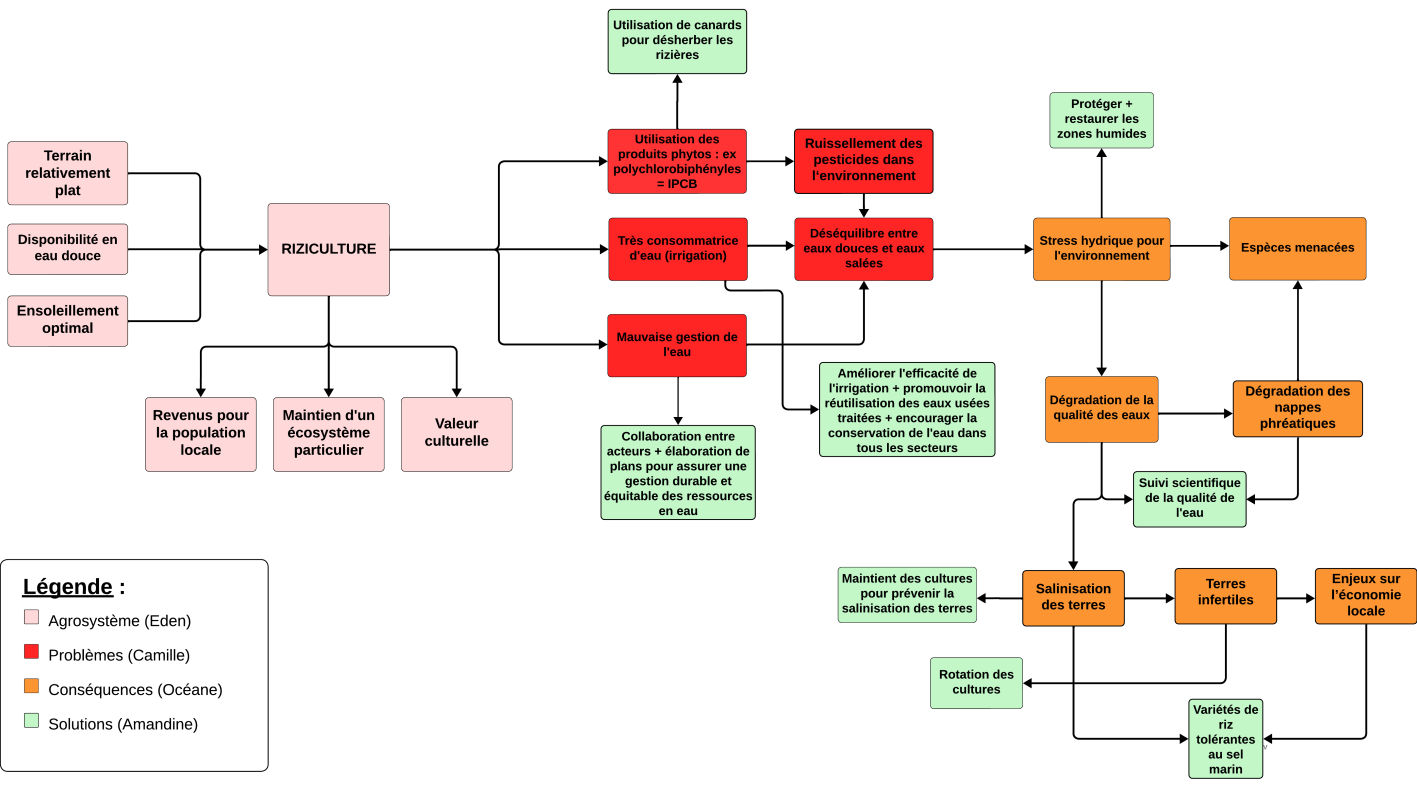 Utilisation de canards
pour désherber les
rizières
Protéger +
restaurer les
zones humides
Terrain
relativement
plat
Utilisation des
produits phytos : ex
polychlorobiphényles
= IPCB
Ruissellement des
pesticides dans
l'environnement
Disponibilité en
eau douce
RIZICULTURE
Très consommatrice
d'eau (irrigation)
Déséquilibre entre
eaux douces et eaux
salées
Stress hydrique pour
l'environnement
Espèces menacées
Ensoleillement
optimal
Mauvaise gestion de
l'eau
Améliorer l'efficacité de
l'irrigation + promouvoir la
réutilisation des eaux usées
traitées + encourager la
conservation de l'eau dans
tous les secteurs
Dégradation de la
qualité des eaux
Dégradation des
nappes
phréatiques
Revenus pour
la population
locale
Maintien d'un
écosystème
particulier
Valeur
culturelle
Collaboration entre
acteurs + élaboration de
plans pour assurer une
gestion durable et
équitable des ressources
en eau
Suivi scientifique
de la qualité de
l'eau
Maintient des cultures
pour prévenir la
salinisation des terres
Salinisation
des terres
Terres
infertiles
Enjeux sur
l'économie
locale
Rotation des
cultures
Variétés de
riz
tolérantes
au sel
marin
v
Légende :
Agrosystème (Eden)
Problèmes (Camille)
Conséquences (Océane)
Solutions (Amandine)